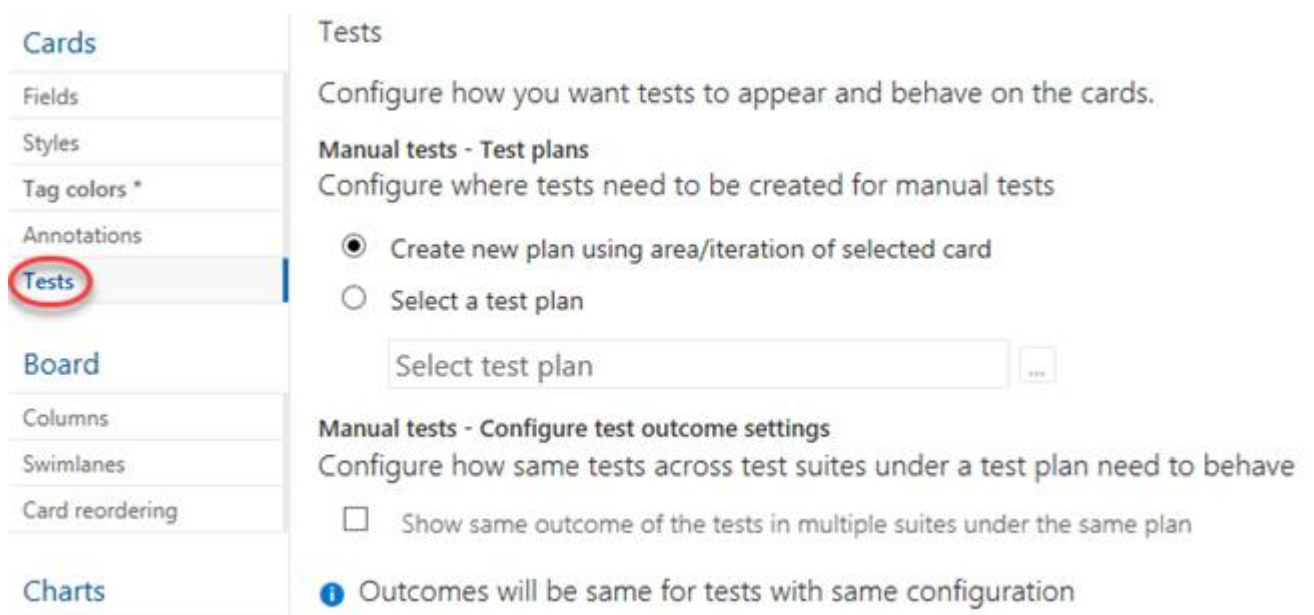 Cards
Fields
Styles
Tag colors *
Annotations
Tests
Board
Columns
Swimlanes
Card reordering
Charts
Tests
Configure how you want tests to appear and behave on the cards.
Manual tests - Test plans
Configure where tests need to be created for manual tests
Create new plan using area/iteration of selected card
Select a test plan
Select test plan
...
Manual tests - Configure test outcome settings
Configure how same tests across test suites under a test plan need to behave
Show same outcome of the tests in multiple suites under the same plan
Outcomes will be same for tests with same configuration